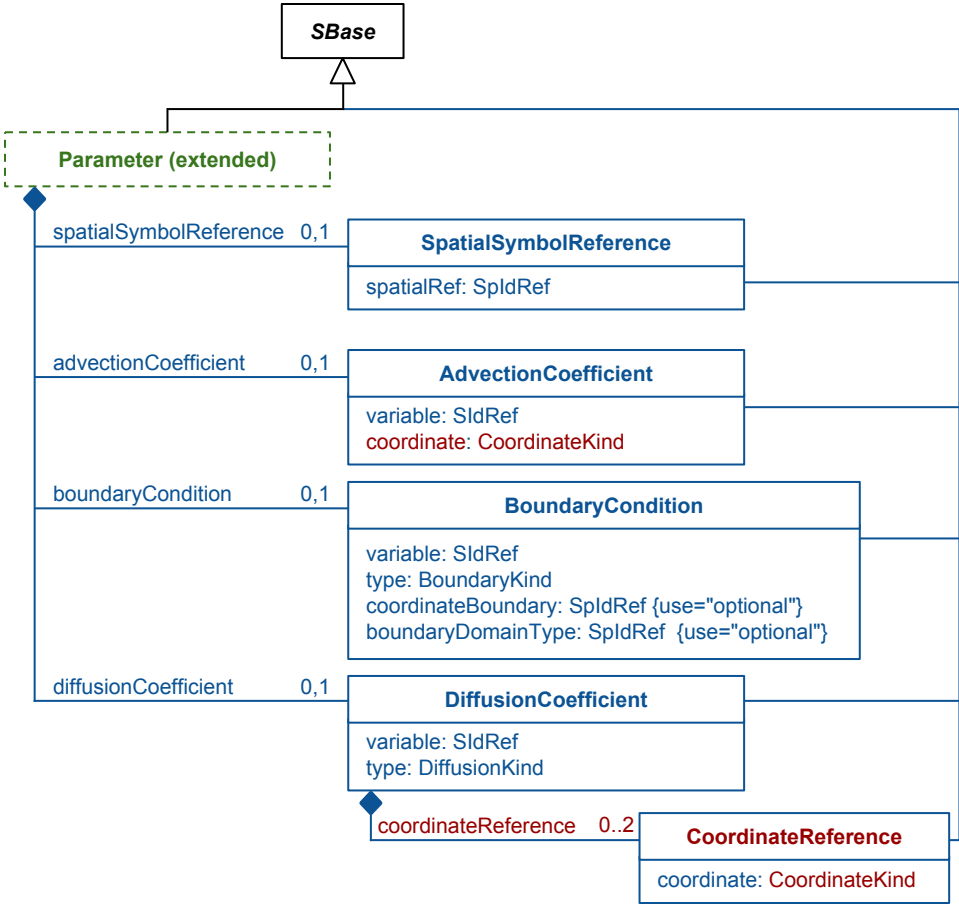 SBase
Parameter (extended)
spatialSymbolReference 0,1
SpatialSymbolReference
spatialRef: SpIdRef
advectionCoefficient 0,1
AdvectionCoefficient
variable: SIdRef
coordinate: CoordinateKind
boundaryCondition 0,1
BoundaryCondition
variable: SIdRef
type: BoundaryKind
coordinateBoundary: SpIdRef {use="optional"}
boundaryDomainType: SpIdRef {use="optional"}
diffusionCoefficient 0,1
DiffusionCoefficient
variable: SIdRef
type: DiffusionKind
coordinateReference 0..2
CoordinateReference
coordinate: CoordinateKind